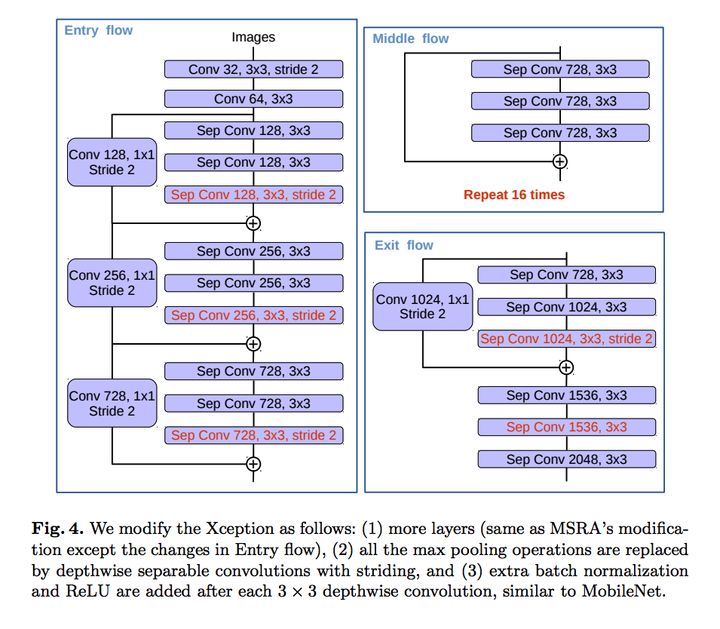 Entry flow
Images
Conv 32, 3x3, stride 2
Conv 64, 3x3
Sep Conv 128, 3x3
Conv 128, 1x1
Stride 2
Sep Conv 128, 3x3
Sep Conv 128, 3x3, stride 2
Sep Conv 256, 3x3
Conv 256, 1x1
Stride 2
Sep Conv 256, 3x3
Sep Conv 256, 3x3, stride 2
Sep Conv 728, 3x3
Conv 728, 1x1
Stride 2
Sep Conv 728, 3x3
Sep Conv 728, 3x3, stride 2
Middle flow
Sep Conv 728, 3x3
Sep Conv 728, 3x3
Sep Conv 728, 3x3
Repeat 16 times
Exit flow
Sep Conv 728, 3x3
Conv 1024, 1x1
Stride 2
Sep Conv 1024, 3x3
Sep Conv 1024, 3x3, stride 2
Sep Conv 1536, 3x3
Sep Conv 1536, 3x3
Sep Conv 2048, 3x3
Fig. 4. We modify the Xception as follows: (1) more layers (same as MSRA's modifica-
tion except the changes in Entry flow), (2) all the max pooling operations are replaced
by depthwise separable convolutions with striding, and (3) extra batch normalization
and ReLU are added after each 3 × 3 depthwise convolution, similar to MobileNet.